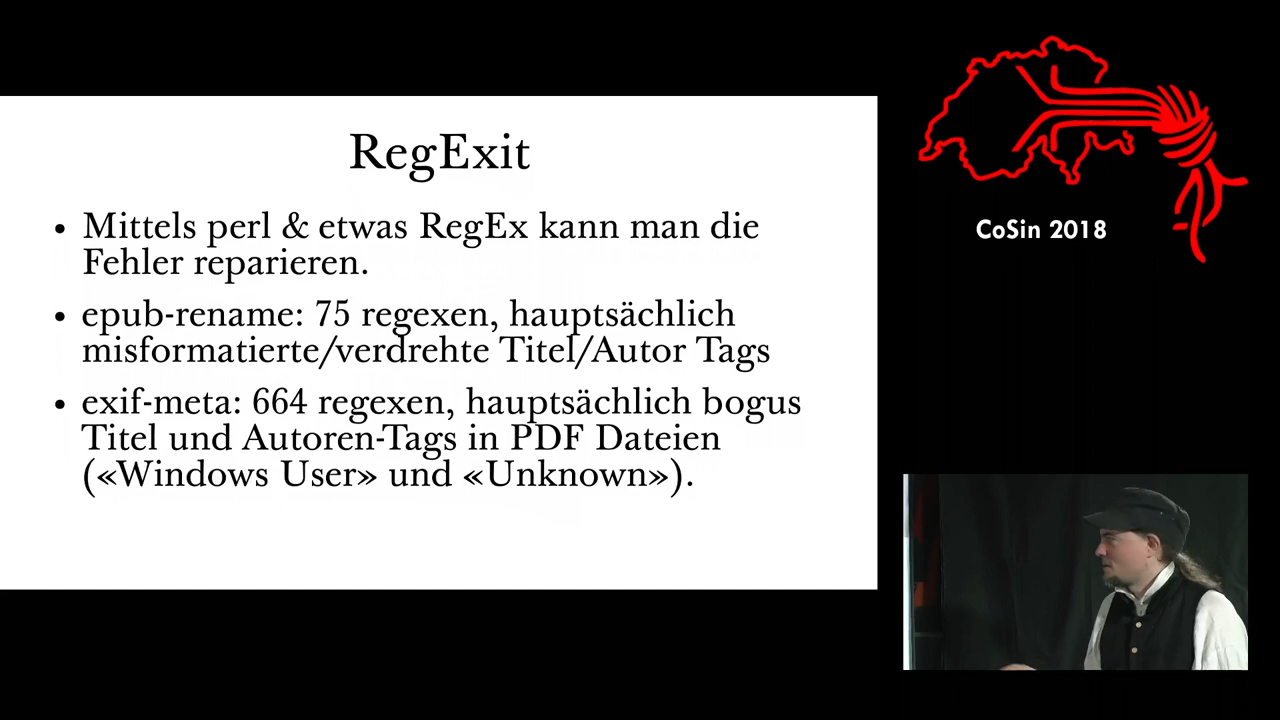 RegExit
• Mittels perl & etwas RegEx kann man die
Fehler reparieren.
• epub-rename: 75 regexen, hauptsächlich
misformatierte/verdrehte Titel/Autor Tags
• exif-meta: 664 regexen, hauptsächlich bogus
Titel und Autoren-Tags in PDF Dateien
(«Windows User» und «Unknown»).
CoSin 2018